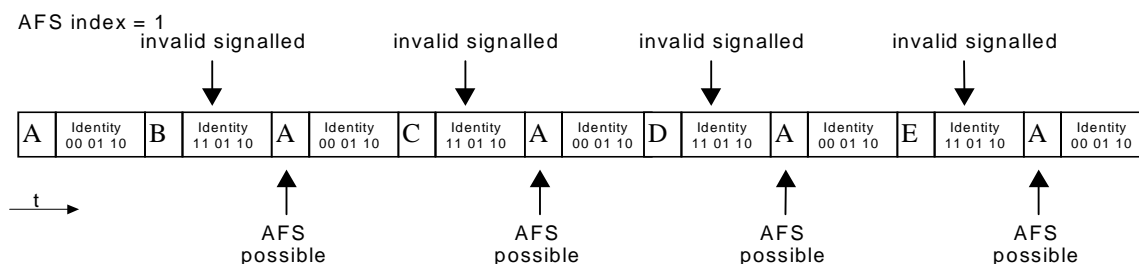 AFS index = 1
invalid signalled
invalid signalled
invalid signalled
invalid signalled
A
Identity
00 01 10
B
Identity
11 01 10
A
Identity
00 01 10
C
Identity
11 01 10
A
Identity
00 01 10
D
Identity
11 01 10
A
Identity
00 01 10
E
Identity
11 01 10
A
Identity
00 01 10
t
AFS
possible
AFS
possible
AFS
possible
AFS
possible